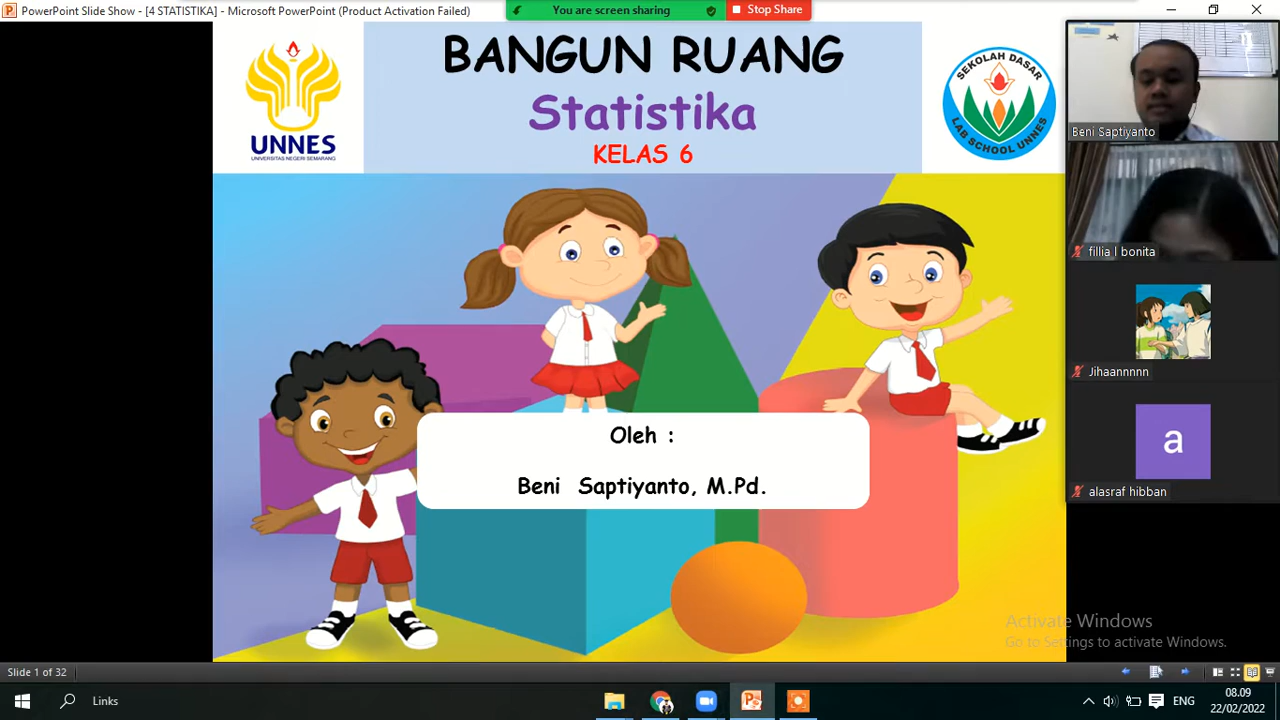 PowerPoint Slide Show - [4 STATISTIKA] - Microsoft PowerPoint (Product Activation Failed)
You are screen sharing
Stop Share
UNNES
UNIVERSITAS NEGERI SEMARANG
BANGUN RUANG
Statistika
KELAS 6
SEKOLAH DASAR
LAB SCHOOL UNNES
Beni Saptiyanto
fillia l bonita
Jihaannnnn
a
alasraf hibban
Oleh :
Beni Saptiyanto, M.Pd.
Activate Windows
Go to Settings to activate Windows.
Slide 1 of 32
Links
ENG
08.09
22/02/2022